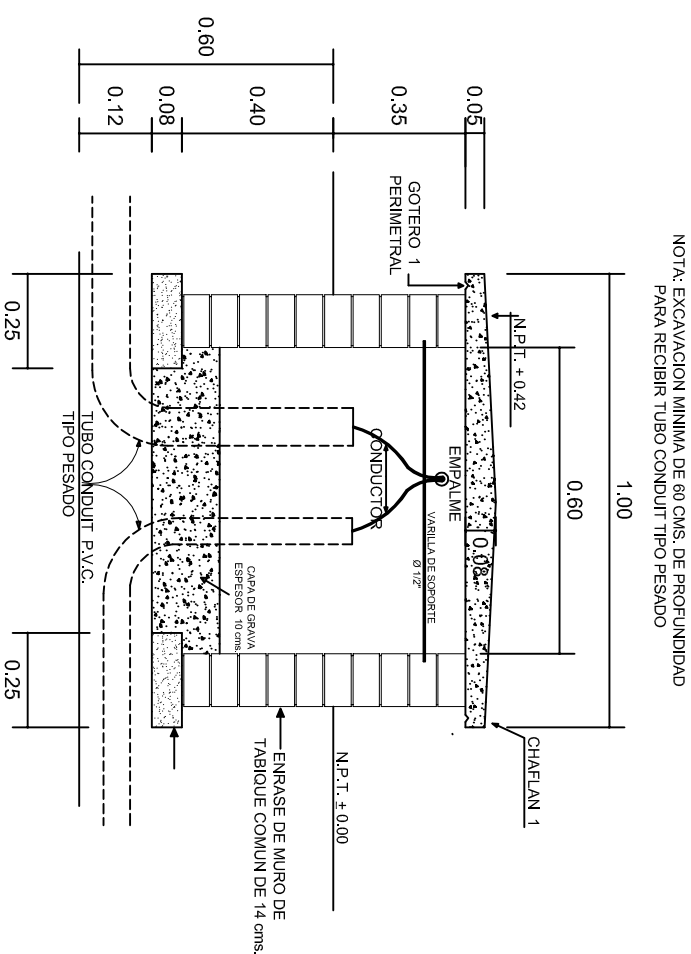 NOTA: EXCAVACION MINIMA DE 60 CMS. DE PROFUNDIDAD
PARA RECIBIR TUBO CONDUIT TIPO PESADO
1.00
0.60
CHAFLAN 1
N.P.T. + 0.42
0.08
0.05
GOTERO 1
PERIMETRAL
EMPALME
VARILLA DE SOPORTE
Ø 1/2"
0.35
CONDUCTOR
N.P.T. ± 0.00
0.60
0.40
ENRASE DE MURO DE
TABIQUE COMUN DE 14 cms.
CAPA DE GRAVA
ESPESOR 10 cms.
0.08
0.12
TUBO CONDUIT P.V.C.
TIPO PESADO
0.25
0.25